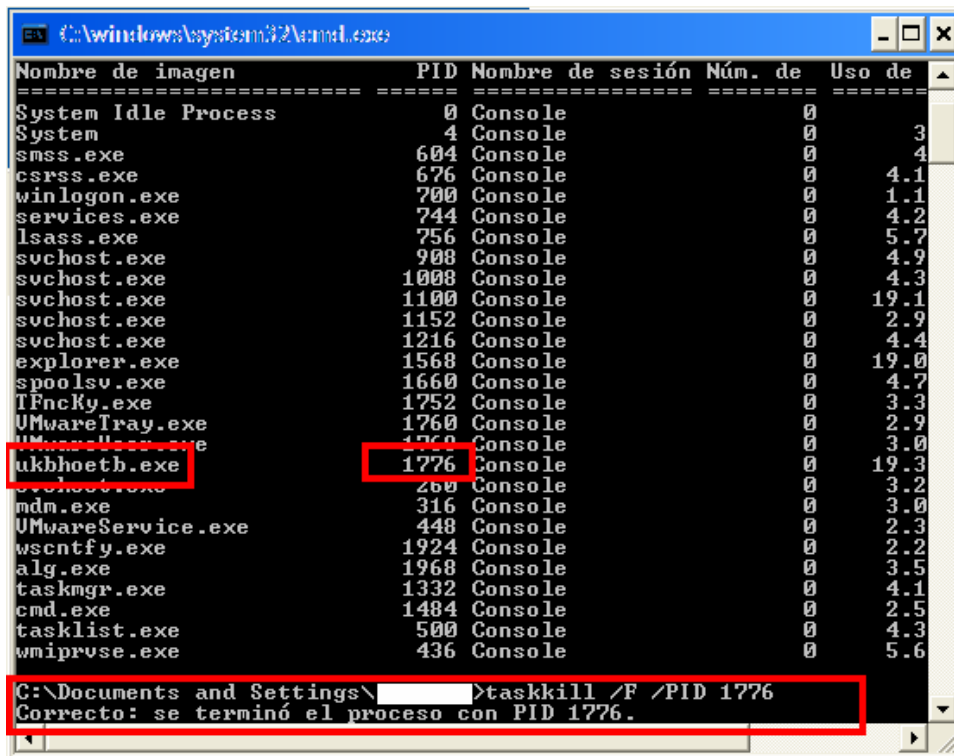 C:\windows\system32\cmd.exe
Nombre de imagen PID Nombre de sesión Núm. de Uso de
========================= ====== ================ ======== =======
System Idle Process 0 Console 0
System 4 Console 0 3
smss.exe 604 Console 0 4
csrss.exe 676 Console 0 4.1
winlogon.exe 700 Console 0 1.1
services.exe 744 Console 0 4.2
lsass.exe 756 Console 0 5.7
svchost.exe 908 Console 0 4.9
svchost.exe 1008 Console 0 4.3
svchost.exe 1100 Console 0 19.1
svchost.exe 1152 Console 0 2.9
svchost.exe 1216 Console 0 4.4
explorer.exe 1568 Console 0 19.0
spoolsv.exe 1660 Console 0 4.7
TFncKy.exe 1752 Console 0 3.3
VMwareTray.exe 1760 Console 0 2.9
VMwareUser.exe 1768 Console 0 3.0
ukbhoetb.exe 1776 Console 0 19.3
svchost.exe 260 Console 0 3.2
mdm.exe 316 Console 0 3.0
VMwareService.exe 448 Console 0 2.3
wscntfy.exe 1924 Console 0 2.2
alg.exe 1968 Console 0 3.5
taskmgr.exe 1332 Console 0 4.1
cmd.exe 1484 Console 0 2.5
tasklist.exe 500 Console 0 4.3
wmiprvse.exe 436 Console 0 5.6
C:\Documents and Settings\ >taskkill /F /PID 1776
Correcto: se terminó el proceso con PID 1776.